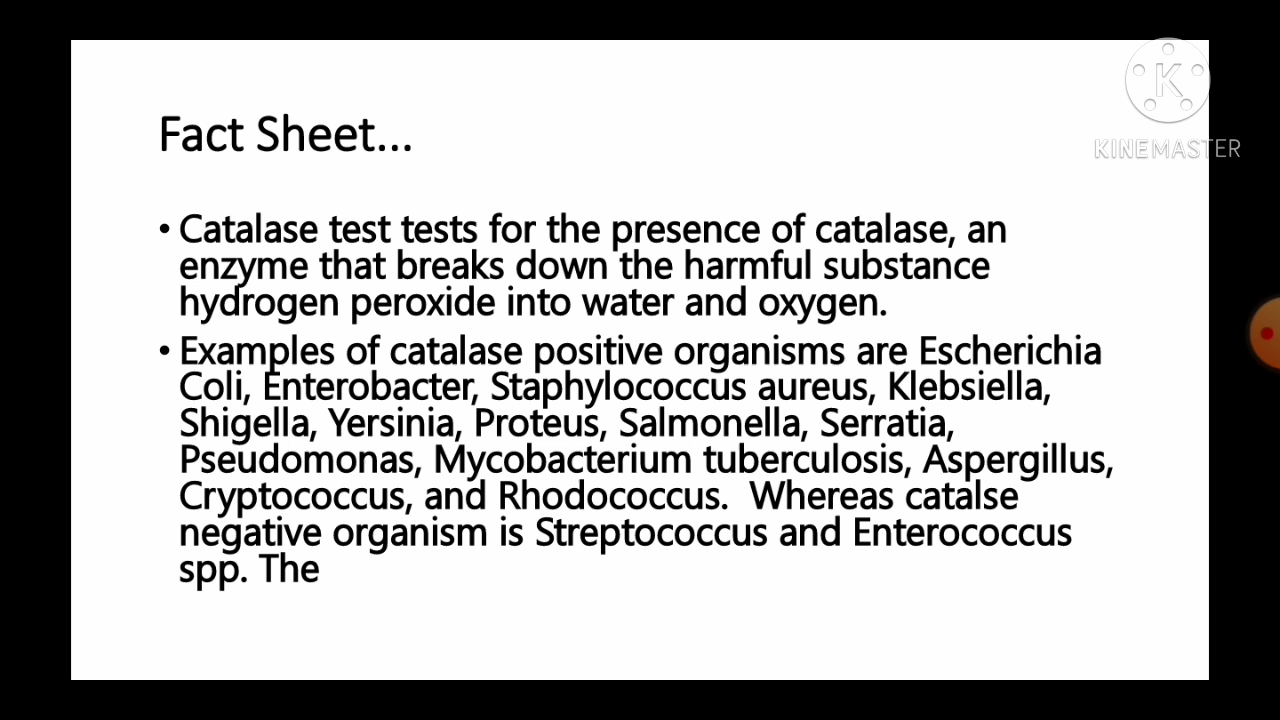 K
KINEMASTER
Fact Sheet...
• Catalase test tests for the presence of catalase, an
enzyme that breaks down the harmful substance
hydrogen peroxide into water and oxygen.
• Examples of catalase positive organisms are Escherichia
Coli, Enterobacter, Staphylococcus aureus, Klebsiella,
Shigella, Yersinia, Proteus, Salmonella, Serratia,
Pseudomonas, Mycobacterium tuberculosis, Aspergillus,
Cryptococcus, and Rhodococcus.  Whereas catalse
negative organism is Streptococcus and Enterococcus
spp. The